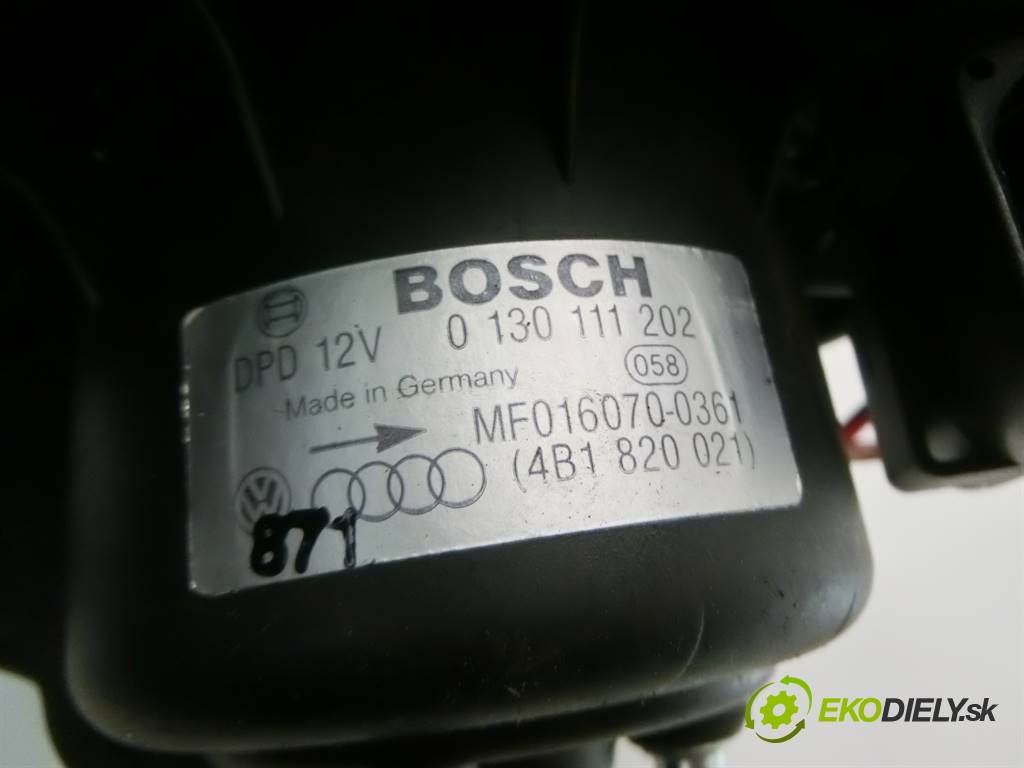 BOSCH
DPD 12V 0 130 111 202
Made in Germany 058
MF016070-0361
(4B1 820 021)
871
EKODIELY.sk